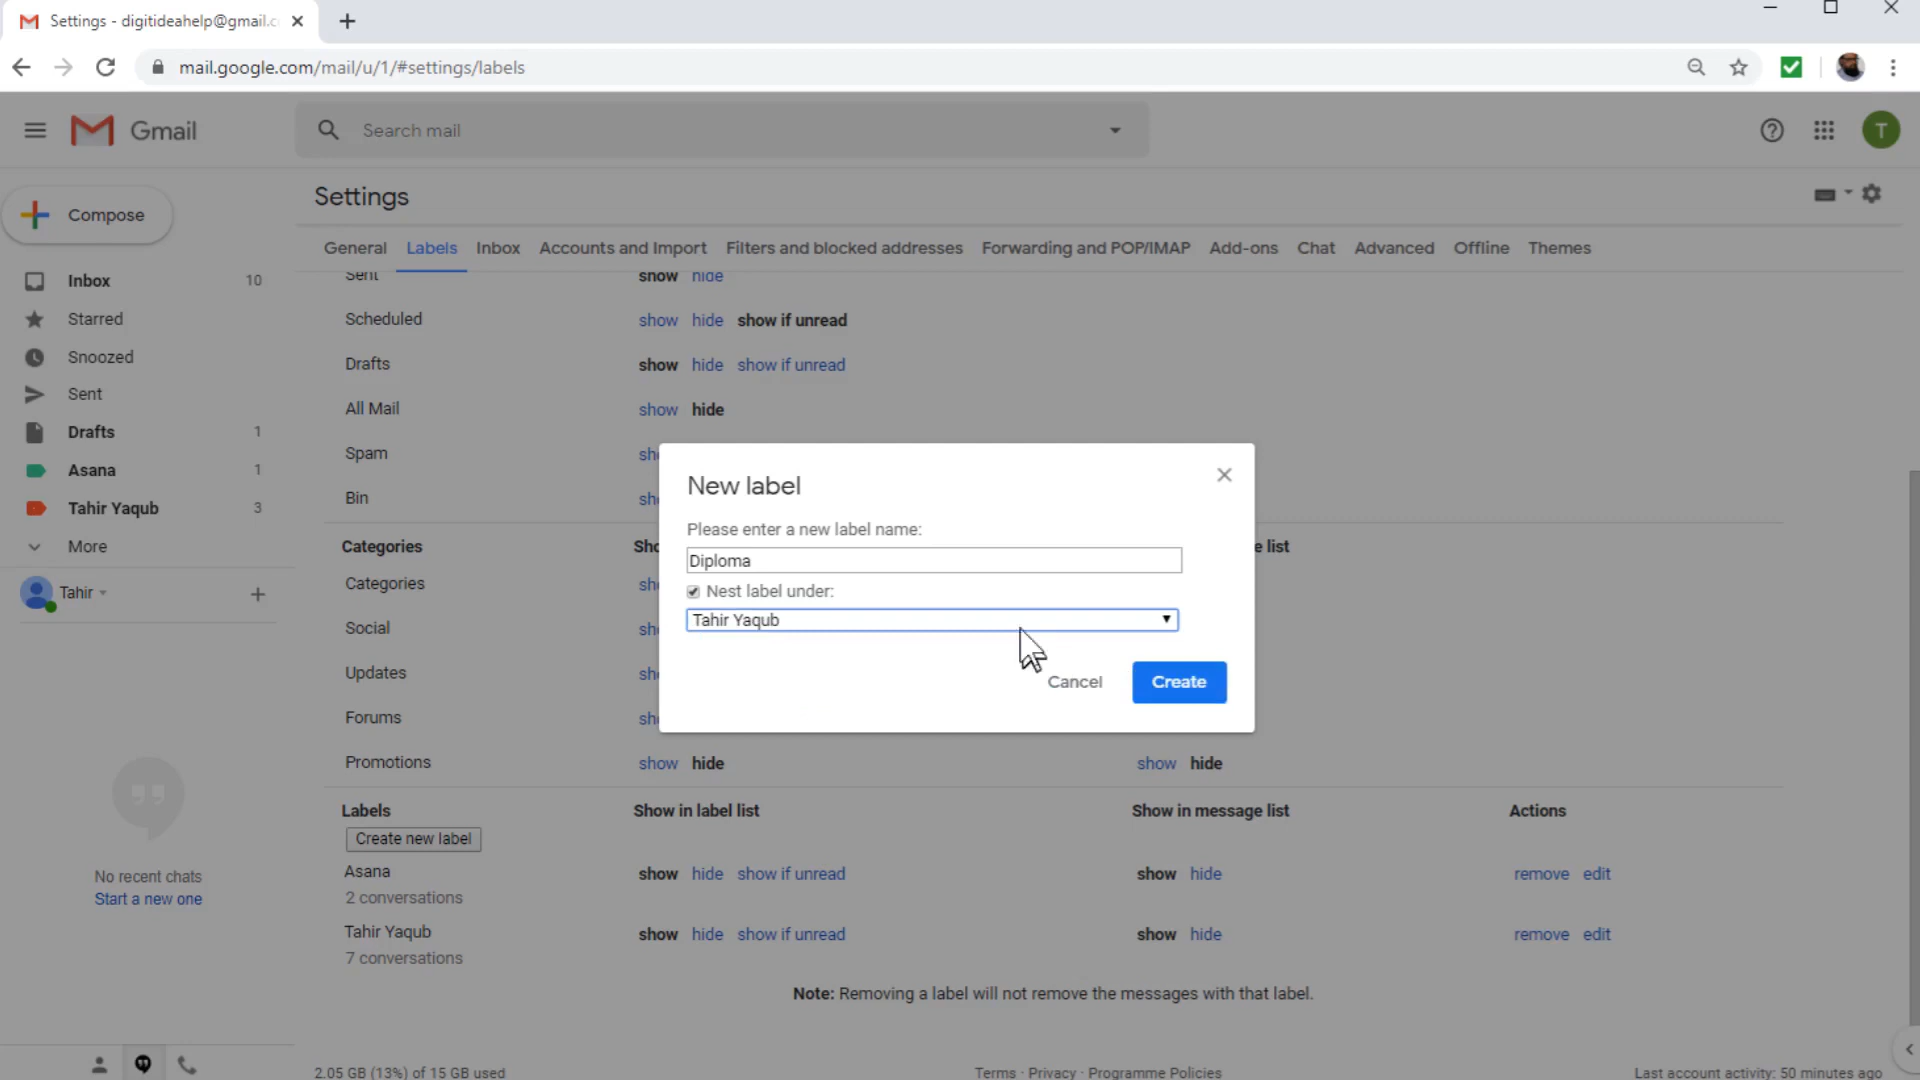 Settings - digitideahelp@gmail.c
mail.google.com/mail/u/1/#settings/labels
Gmail
Search mail
T
Compose
Settings
General Labels Inbox Accounts and Import Filters and blocked addresses Forwarding and POP/IMAP Add-ons Chat Advanced Offline Themes
Inbox 10
Starred
Snoozed
Sent
Drafts 1
Asana 1
Tahir Yaqub 3
More
Tahir
No recent chats
Start a new one
Sent show hide
Scheduled show hide show if unread
Drafts show hide show if unread
All Mail show hide
Spam
Bin
Categories
Categories
Social
Updates
Forums
Promotions show hide show hide
New label
Please enter a new label name:
Diploma
Nest label under:
Tahir Yaqub
Cancel Create
Labels Show in label list Show in message list Actions
Create new label
Asana show hide show if unread show hide remove edit
2 conversations
Tahir Yaqub show hide show if unread show hide remove edit
7 conversations
Note: Removing a label will not remove the messages with that label.
2.05 GB (13%) of 15 GB used
Terms · Privacy · Programme Policies
Last account activity: 50 minutes ago